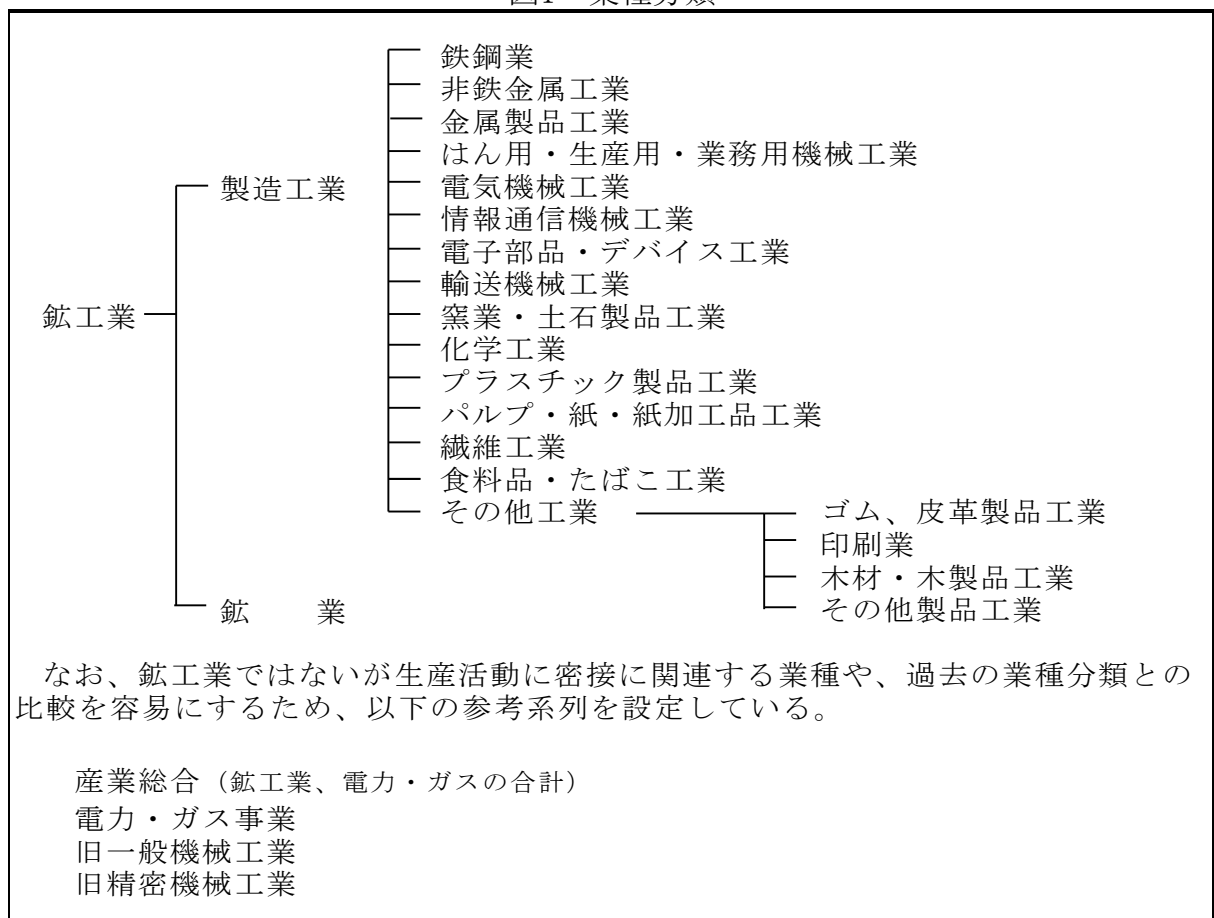 図1 業種分類
鉄鋼業
非鉄金属工業
金属製品工業
はん用・生産用・業務用機械工業
製造工業
電気機械工業
情報通信機械工業
電子部品・デバイス工業
輸送機械工業
鉱工業
窯業・土石製品工業
化学工業
プラスチック製品工業
パルプ・紙・紙加工品工業
繊維工業
食料品・たばこ工業
その他工業
ゴム、皮革製品工業
印刷業
木材・木製品工業
その他製品工業
鉱　　業
なお、鉱工業ではないが生産活動に密接に関連する業種や、過去の業種分類との
比較を容易にするため、以下の参考系列を設定している。
産業総合（鉱工業、電力・ガスの合計）
電力・ガス事業
旧一般機械工業
旧精密機械工業